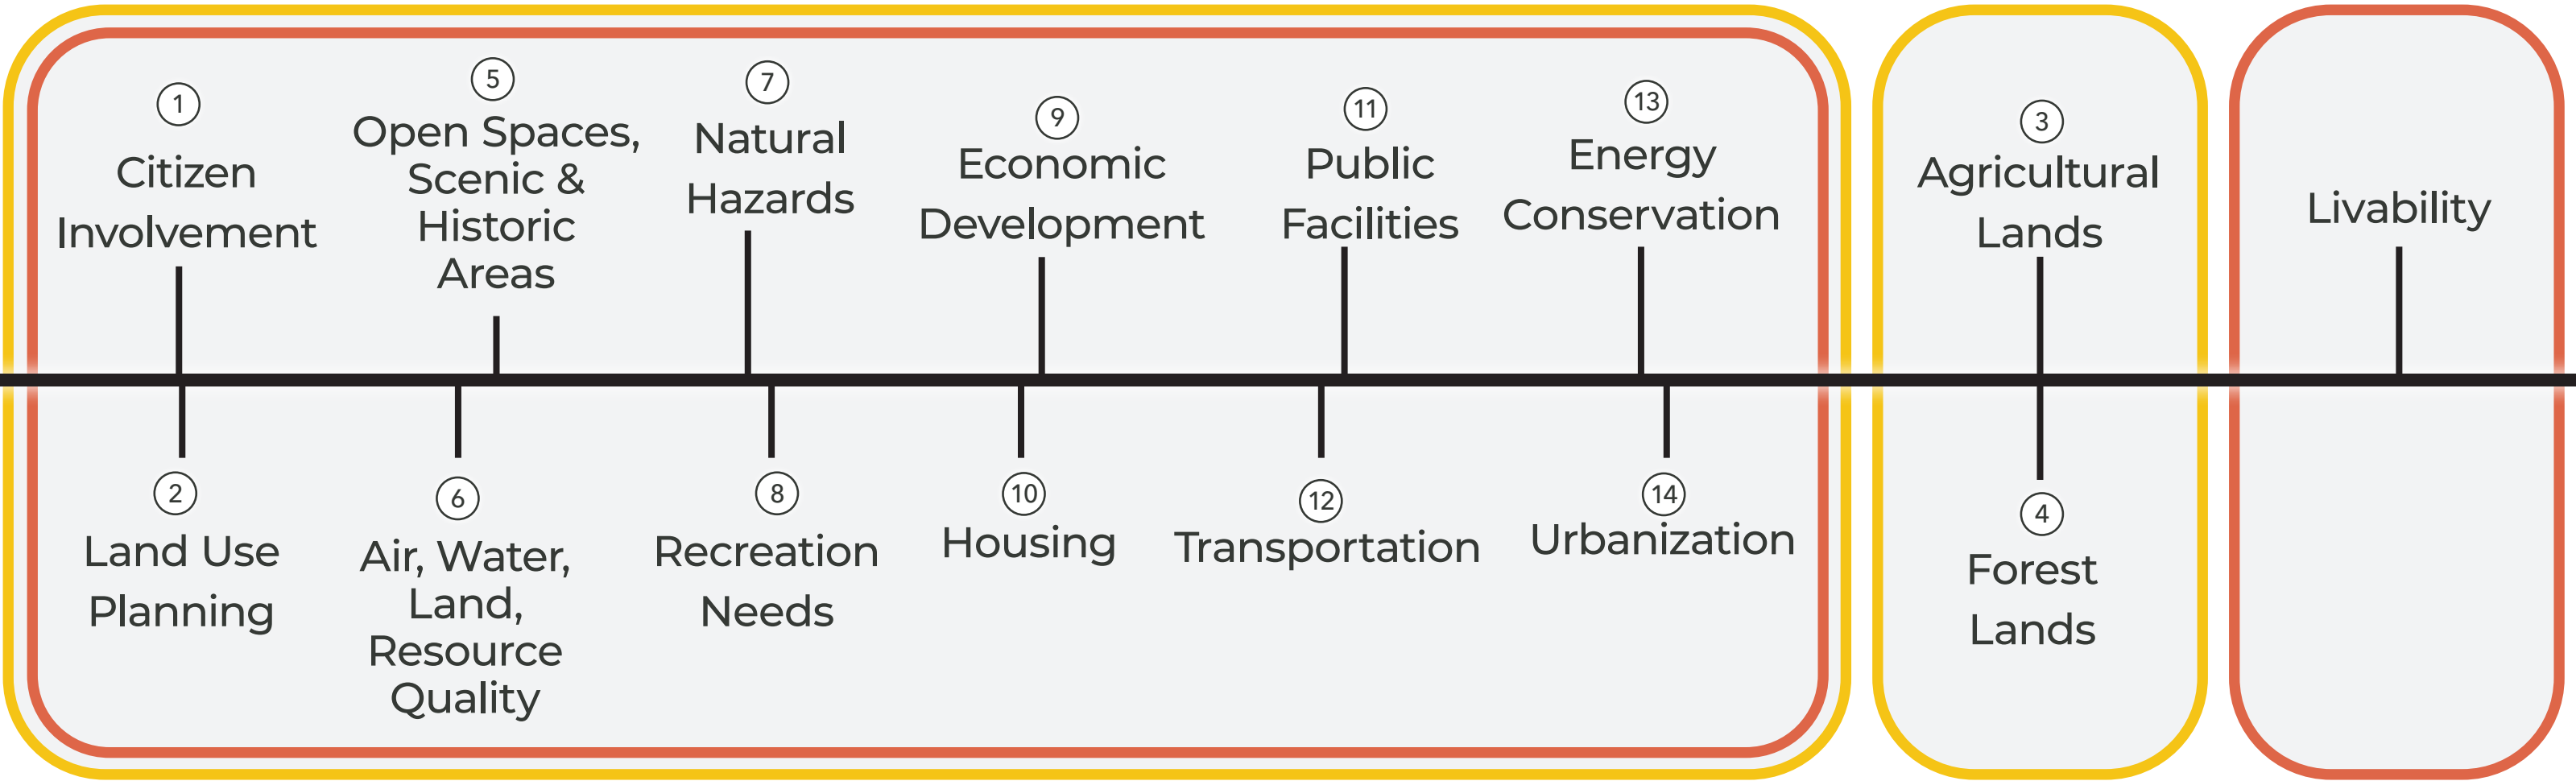 1
Citizen
Involvement
5
Open Spaces,
Scenic &
Historic
Areas
7
Natural
Hazards
9
Economic
Development
11
Public
Facilities
13
Energy
Conservation
3
Agricultural
Lands
Livability
2
Land Use
Planning
6
Air, Water,
Land,
Resource
Quality
8
Recreation
Needs
10
Housing
12
Transportation
14
Urbanization
4
Forest
Lands